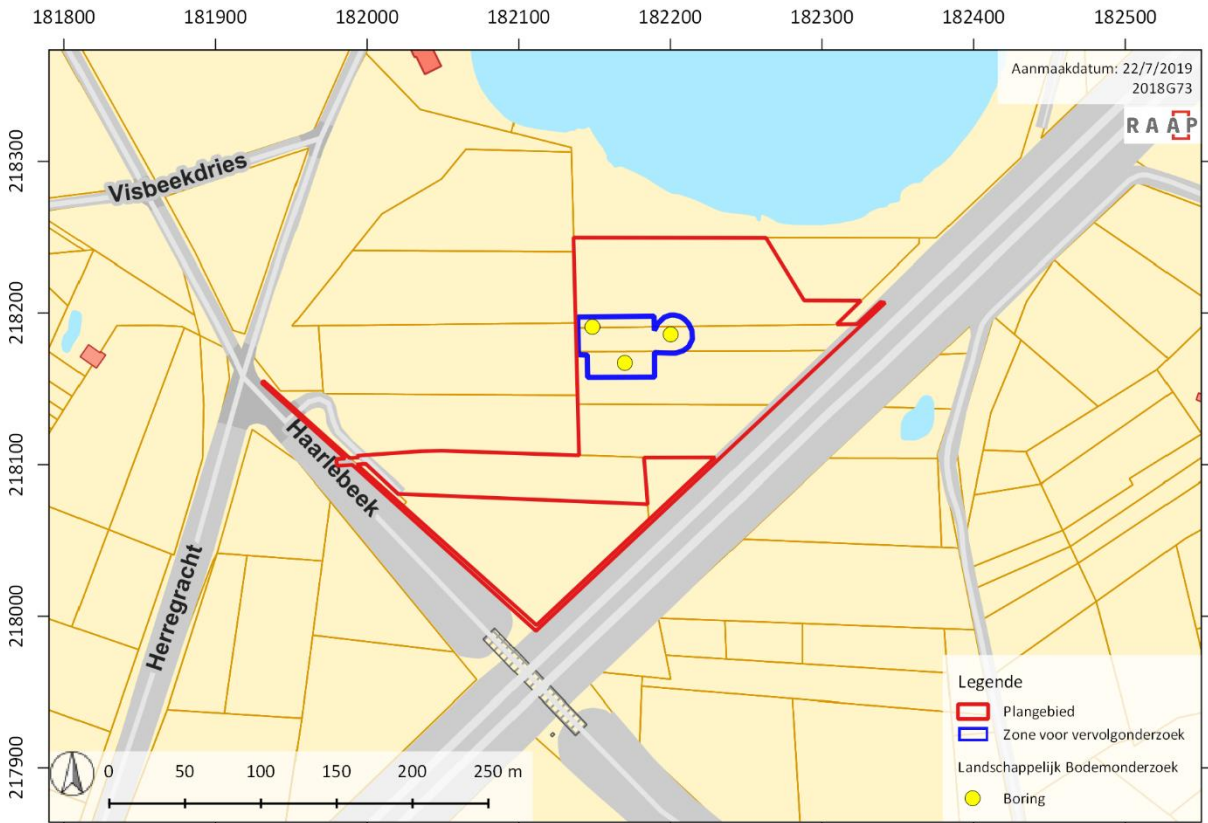 181800 181900 182000 182100 182200 182300 182400 182500
Aanmaakdatum: 22/7/2019
2018G73
RAAP
218300
218200
218100
218000
217900
Visbeekdries
Haarlebeek
Herregracht
Legende
Plangebied
Zone voor vervolgonderzoek
Landschappelijk Bodemonderzoek
Boring
0 50 100 150 200 250 m